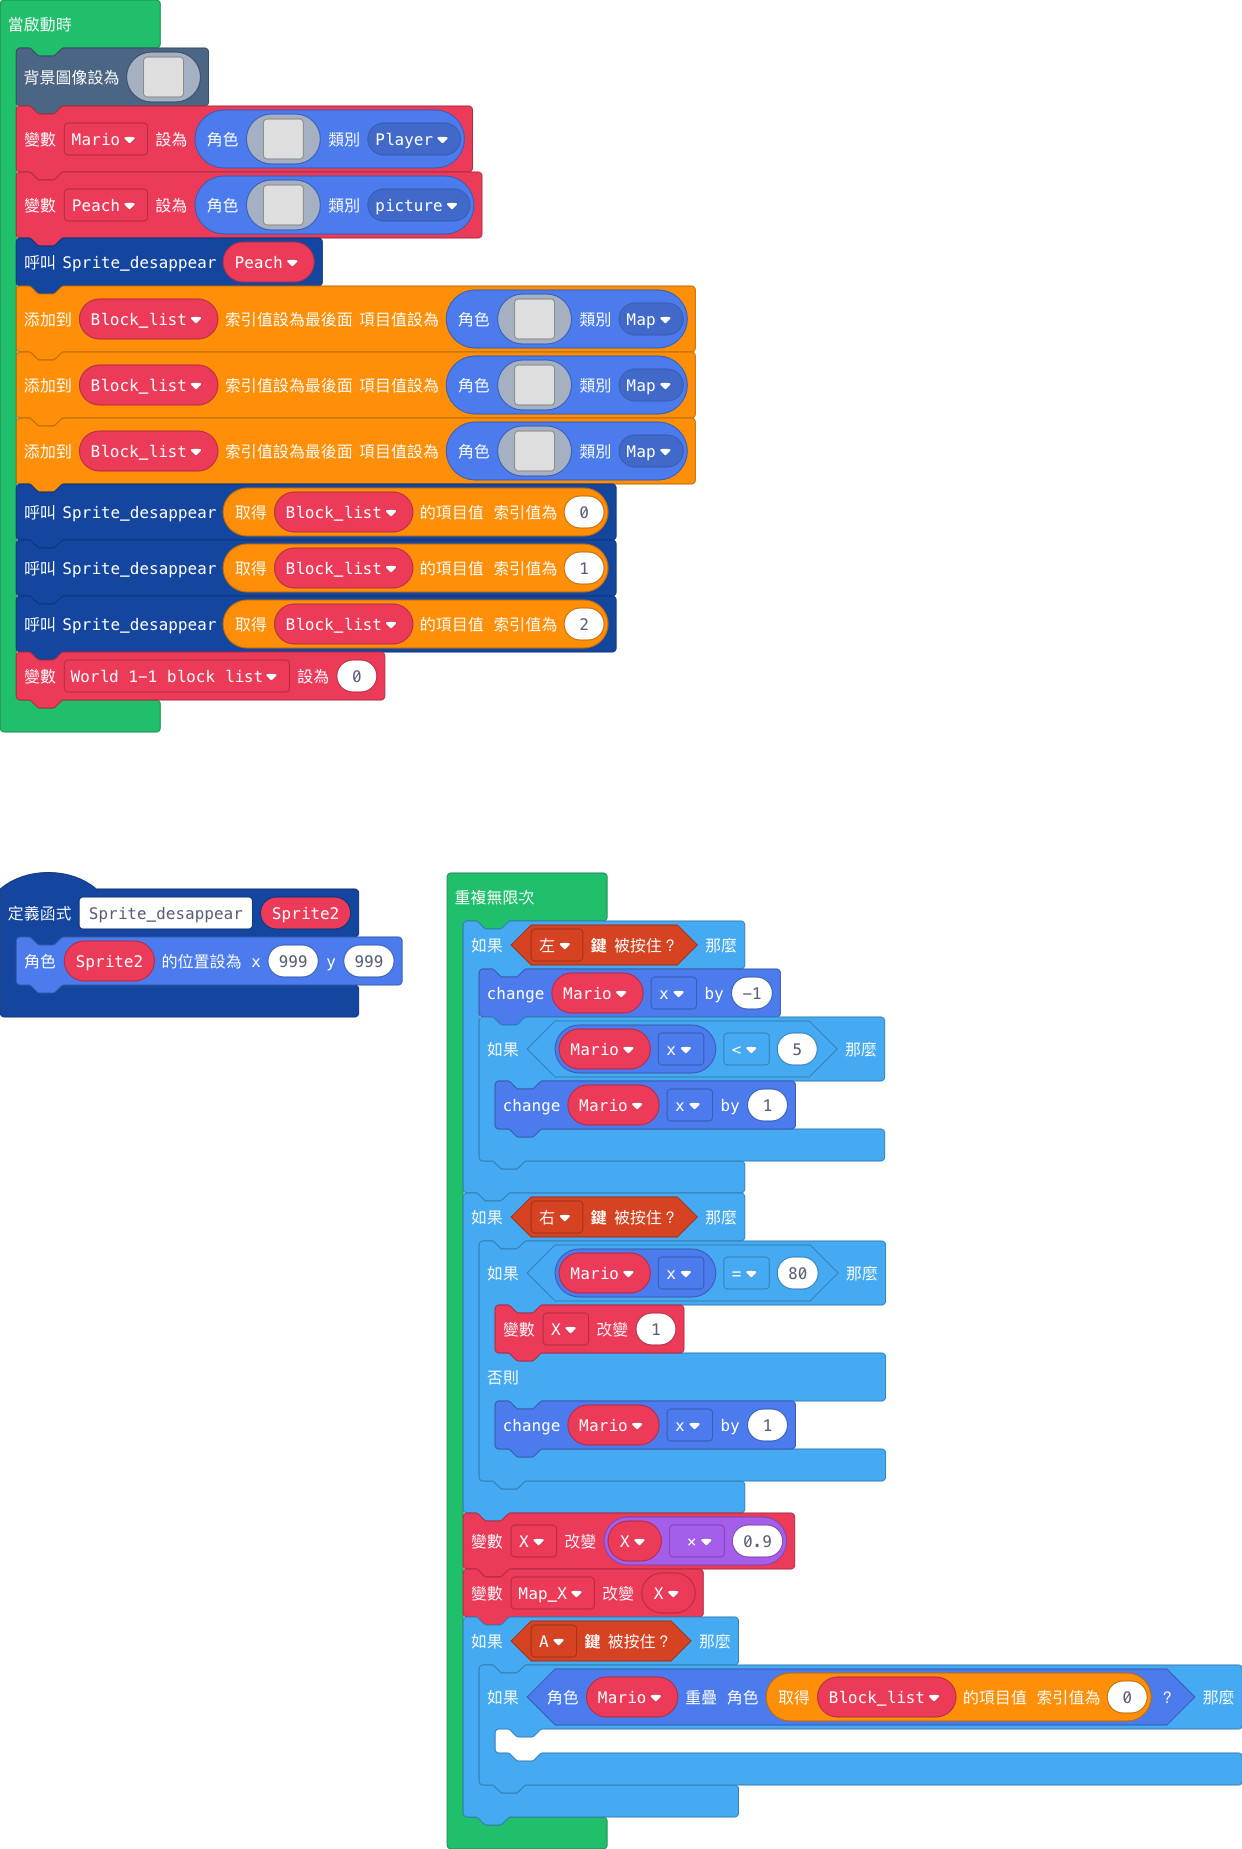 當啟動時
背景圖像設為
變數 Mario 設為 角色 類別 Player
變數 Peach 設為 角色 類別 picture
呼叫 Sprite_desappear Peach
添加到 Block_list 索引值設為最後面 項目值設為 角色 類別 Map
添加到 Block_list 索引值設為最後面 項目值設為 角色 類別 Map
添加到 Block_list 索引值設為最後面 項目值設為 角色 類別 Map
呼叫 Sprite_desappear 取得 Block_list 的項目值 索引值為 0
呼叫 Sprite_desappear 取得 Block_list 的項目值 索引值為 1
呼叫 Sprite_desappear 取得 Block_list 的項目值 索引值為 2
變數 World 1-1 block list 設為 0
定義函式 Sprite_desappear Sprite2
角色 Sprite2 的位置設為 x 999 y 999
重複無限次
如果 左 鍵 被按住? 那麼
change Mario x by -1
如果 Mario x < 5 那麼
change Mario x by 1
如果 右 鍵 被按住? 那麼
如果 Mario x = 80 那麼
變數 X 改變 1
否則
change Mario x by 1
變數 X 改變 X × 0.9
變數 Map_X 改變 X
如果 A 鍵 被按住? 那麼
如果 角色 Mario 重疊 角色 取得 Block_list 的項目值 索引值為 0 ? 那麼